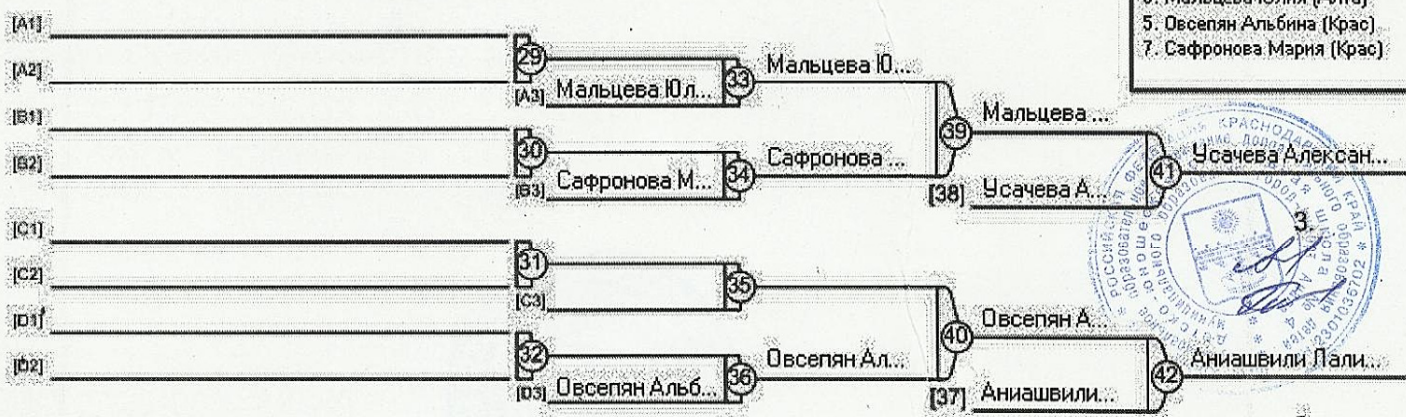 5. Овсепян Альбина (Крас)
7. Сафронова Мария (Крас)
[A1]
[A2]
29
[A3] Мальцева Юл...
33
Мальцева Ю...
[B1]
[B2]
30
[B3] Сафронова М...
34
Сафронова ...
39
Мальцева ...
[38] Усачева А...
41
Усачева Алексан...
3.
[C1]
[C2]
31
[C3]
35
[D1]
[D2]
32
[D3] Овсепян Альб...
36
Овсепян Ал...
40
Овсепян А...
[37] Аниашвили...
42
Аниашвили Лали...